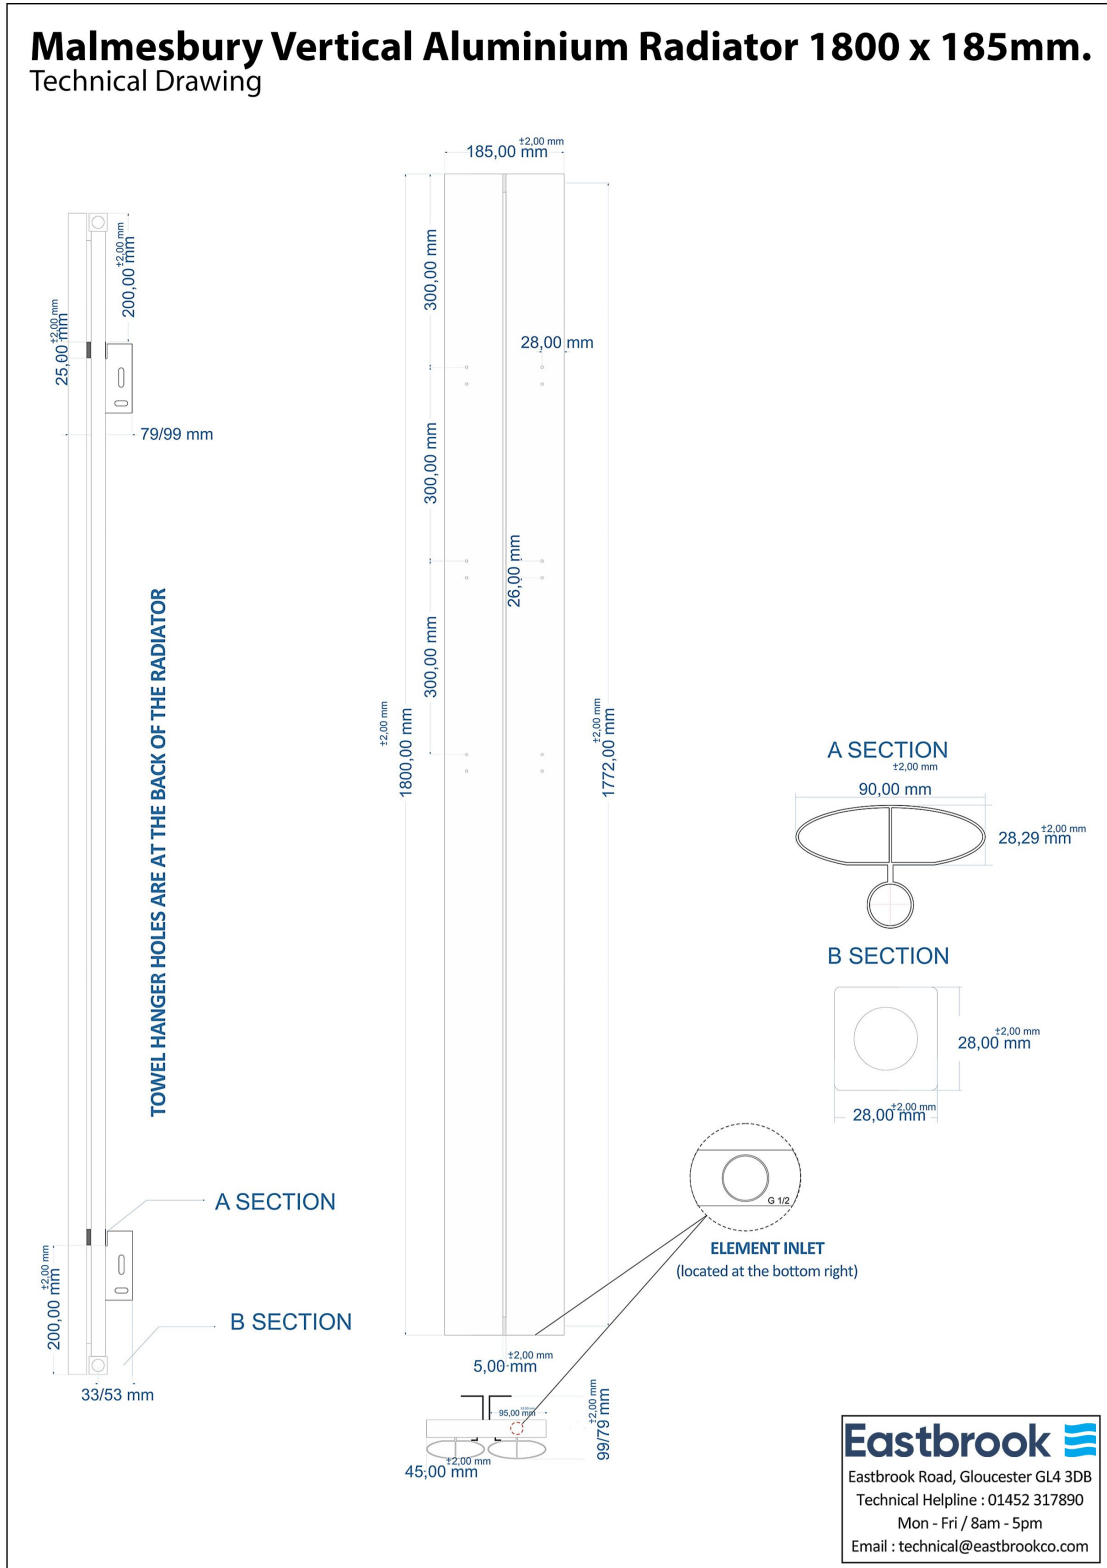 Malmesbury Vertical Aluminium Radiator 1800 x 185mm.
Technical Drawing
±2,00 mm
185,00 mm
±2,00 mm
200,00 mm
±2,00 mm
25,00 mm
79/99 mm
300,00 mm
28,00 mm
300,00 mm
26,00 mm
300,00 mm
TOWEL HANGER HOLES ARE AT THE BACK OF THE RADIATOR
±2,00 mm
1800,00 mm
±2,00 mm
1772,00 mm
A SECTION
±2,00 mm
90,00 mm
±2,00 mm
28,29 mm
B SECTION
±2,00 mm
28,00 mm
±2,00 mm
28,00 mm
G 1/2
ELEMENT INLET
(located at the bottom right)
A SECTION
B SECTION
±2,00 mm
200,00 mm
33/53 mm
±2,00 mm
5,00 mm
95,00 mm
±2,00 mm
99/79 mm
±2,00 mm
45,00 mm
Eastbrook
Eastbrook Road, Gloucester GL4 3DB
Technical Helpline : 01452 317890
Mon - Fri / 8am - 5pm
Email : technical@eastbrookco.com